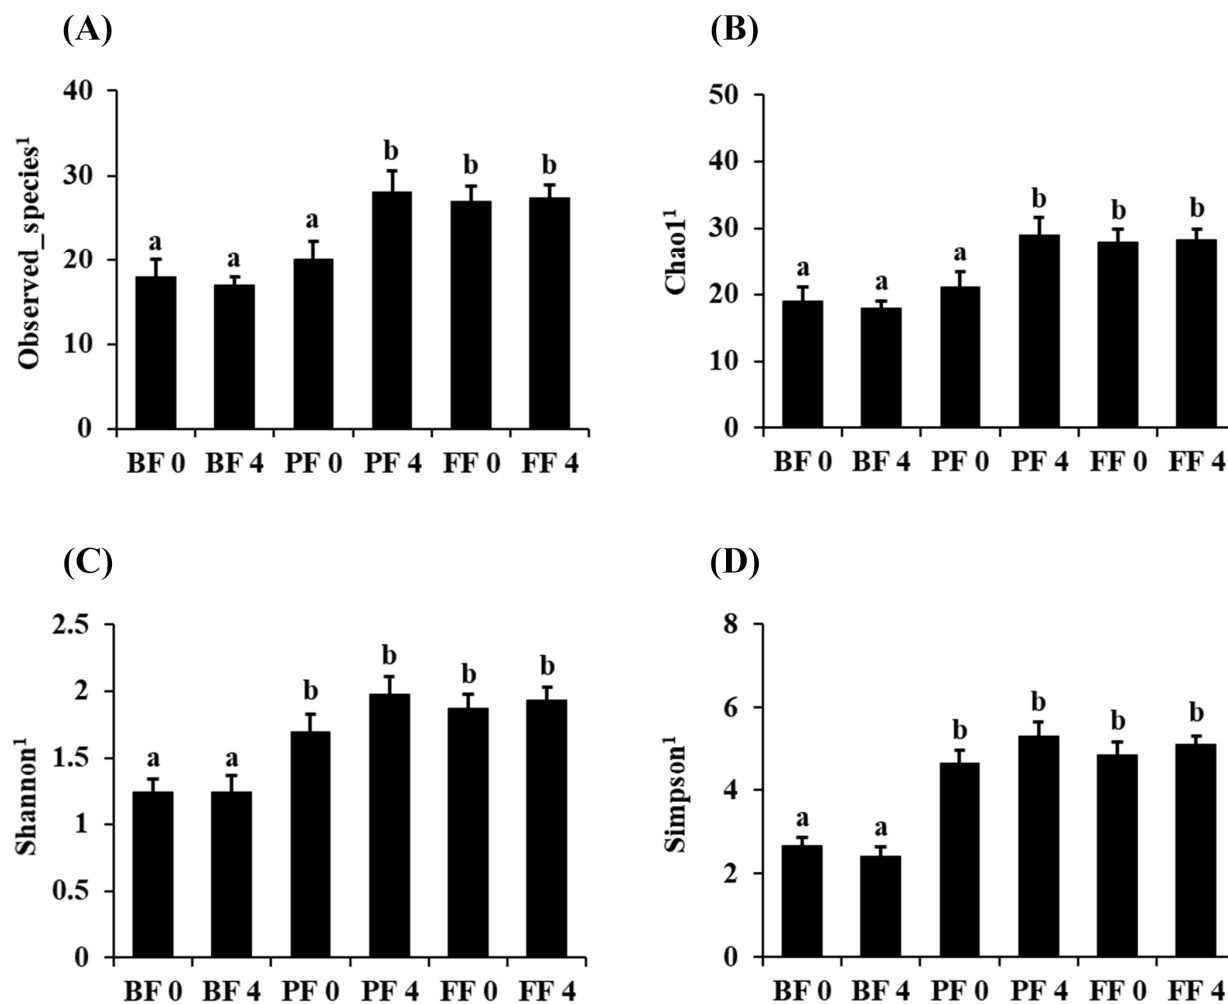 (A)
Observed_species¹
40
30
20
10
0
a
a
a
b
b
b
BF 0 BF 4 PF 0 PF 4 FF 0 FF 4
(B)
Chao1¹
50
40
30
20
10
0
a
a
a
b
b
b
BF 0 BF 4 PF 0 PF 4 FF 0 FF 4
(C)
Shannon¹
2.5
2
1.5
1
0.5
0
a
a
b
b
b
b
BF 0 BF 4 PF 0 PF 4 FF 0 FF 4
(D)
Simpson¹
8
6
4
2
0
a
a
b
b
b
b
BF 0 BF 4 PF 0 PF 4 FF 0 FF 4